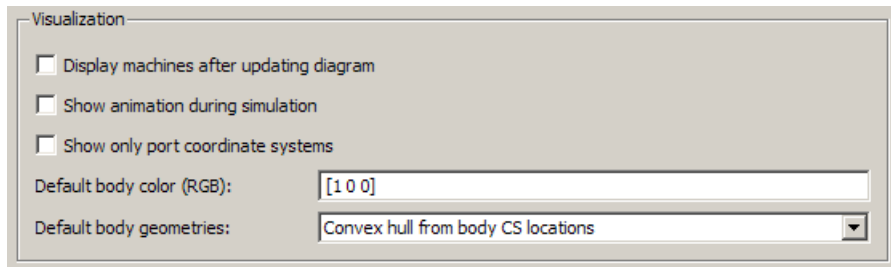 Visualization
Display machines after updating diagram
Show animation during simulation
Show only port coordinate systems
Default body color (RGB): [1 0 0]
Default body geometries: Convex hull from body CS locations